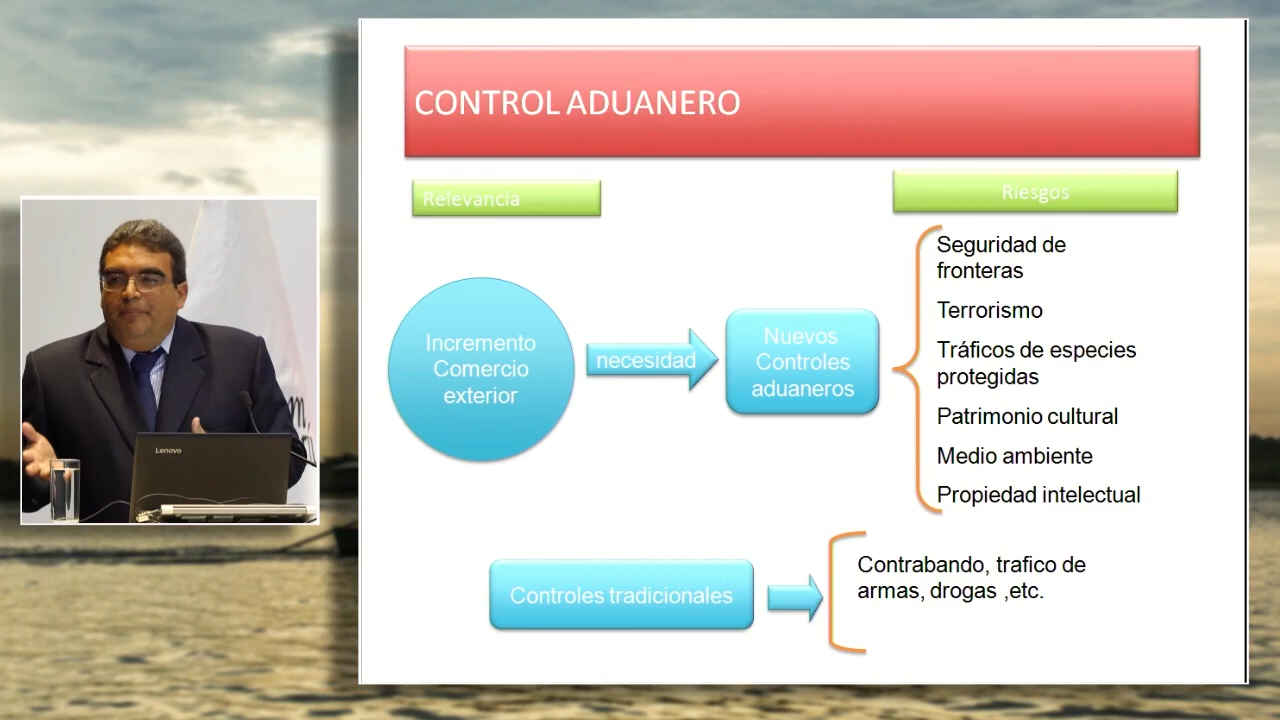 CONTROL ADUANERO
Relevancia
Riesgos
Incremento
Comercio
exterior
necesidad
Nuevos
Controles
aduaneros
Seguridad de
fronteras
Terrorismo
Tráficos de especies
protegidas
Patrimonio cultural
Medio ambiente
Propiedad intelectual
Controles tradicionales
Contrabando, trafico de
armas, drogas ,etc.
Lenovo